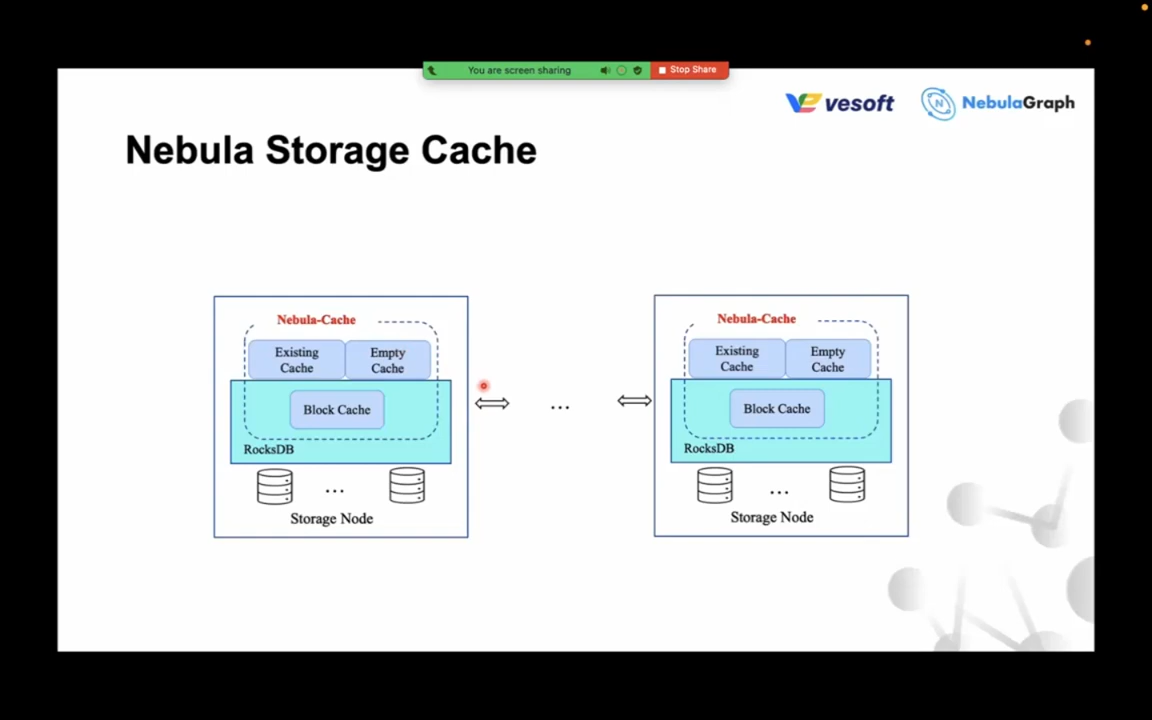 You are screen sharing
Stop Share
vesoft
NebulaGraph
Nebula Storage Cache
Nebula-Cache
Existing
Cache
Empty
Cache
Block Cache
RocksDB
...
Storage Node
...
Nebula-Cache
Existing
Cache
Empty
Cache
Block Cache
RocksDB
...
Storage Node